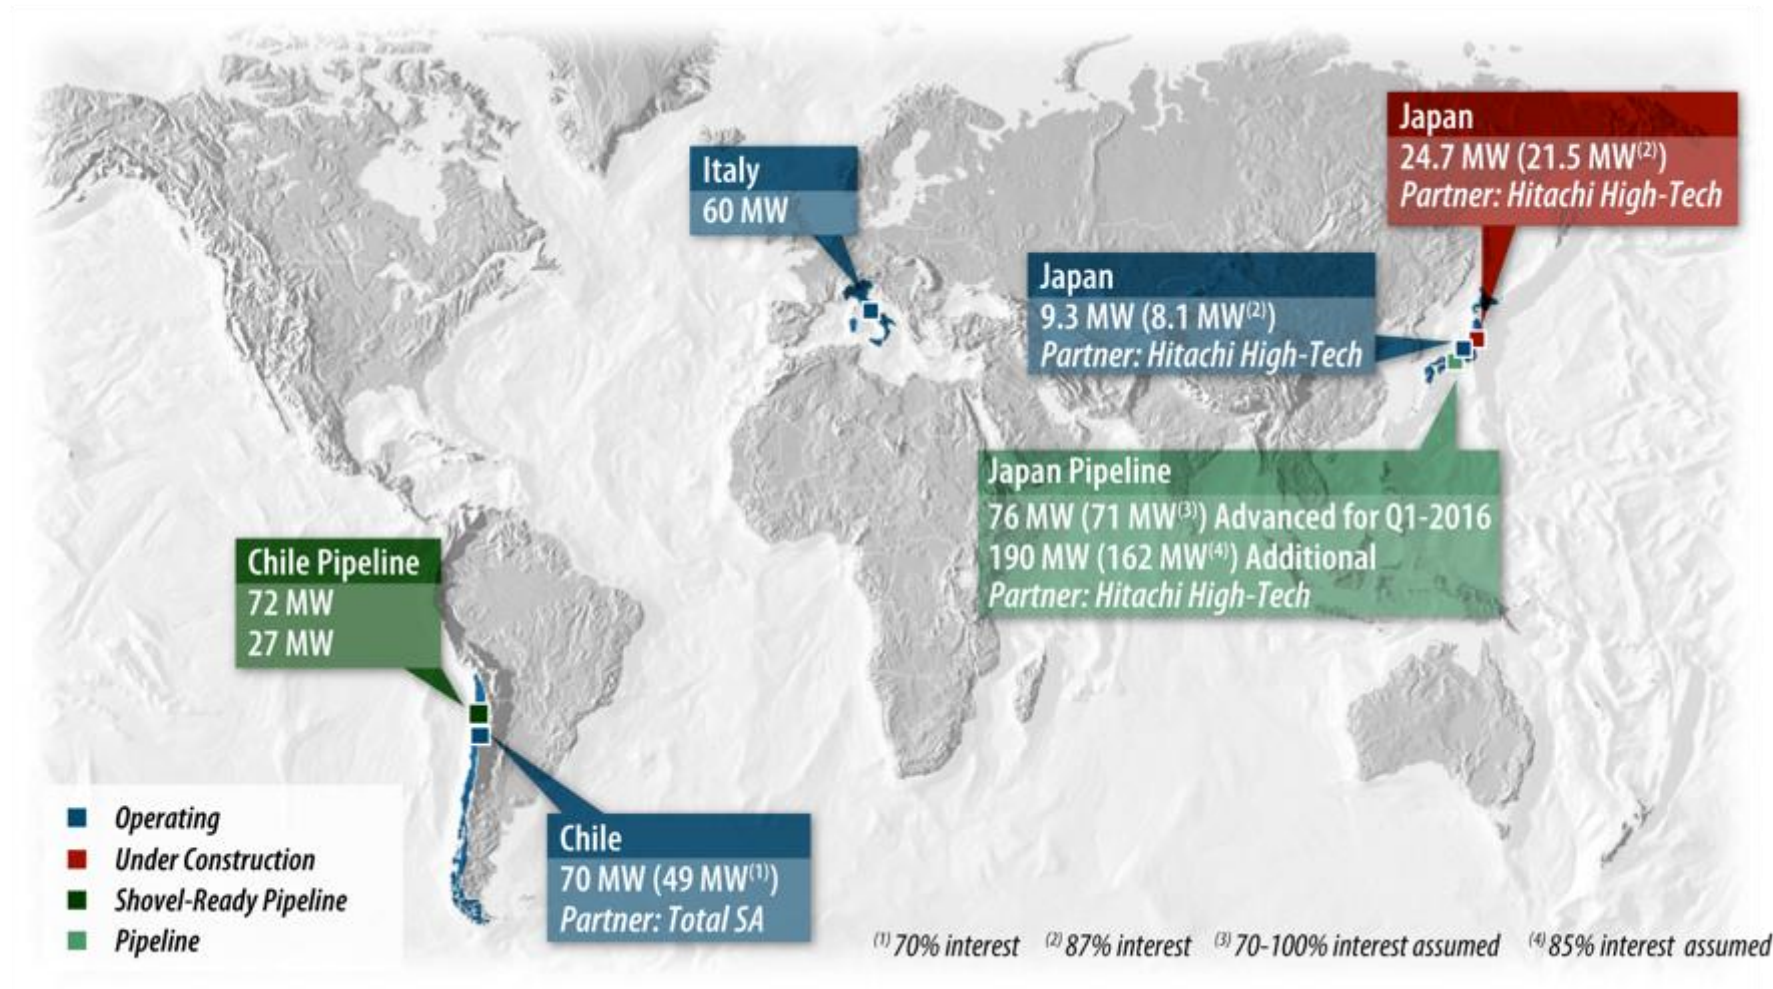 Japan
24.7 MW (21.5 MW⁽²⁾)
Partner: Hitachi High-Tech
Italy
60 MW
Japan
9.3 MW (8.1 MW⁽²⁾)
Partner: Hitachi High-Tech
Japan Pipeline
76 MW (71 MW⁽³⁾) Advanced for Q1-2016
190 MW (162 MW⁽⁴⁾) Additional
Partner: Hitachi High-Tech
Chile Pipeline
72 MW
27 MW
Chile
70 MW (49 MW⁽¹⁾)
Partner: Total SA
Operating
Under Construction
Shovel-Ready Pipeline
Pipeline
⁽¹⁾ 70% interest ⁽²⁾ 87% interest ⁽³⁾ 70-100% interest assumed ⁽⁴⁾ 85% interest assumed